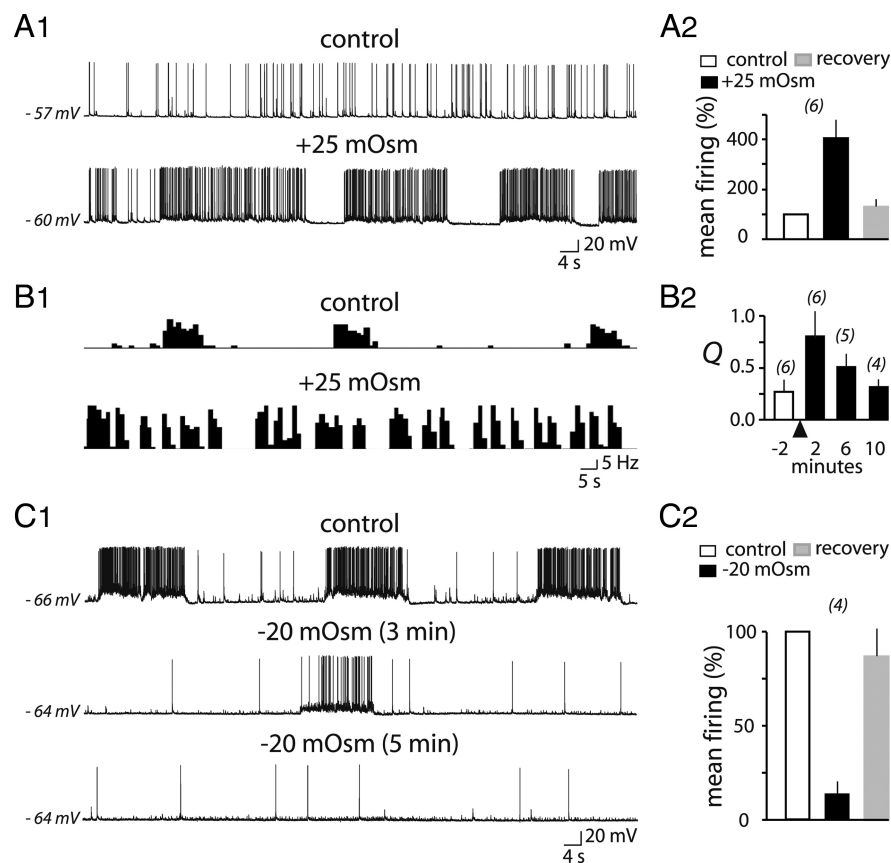 A1
control
- 57 mV
+25 mOsm
- 60 mV
20 mV
4 s
A2
control recovery
+25 mOsm
(6)
mean firing (%)
400
200
0
B1
control
+25 mOsm
5 Hz
5 s
B2
(6)
1.0
(5)
Q
0.5
(6)
(4)
0.0
-2 2 6 10
minutes
C1
control
- 66 mV
-20 mOsm (3 min)
- 64 mV
-20 mOsm (5 min)
- 64 mV
20 mV
4 s
C2
control recovery
-20 mOsm
(4)
mean firing (%)
100
50
0